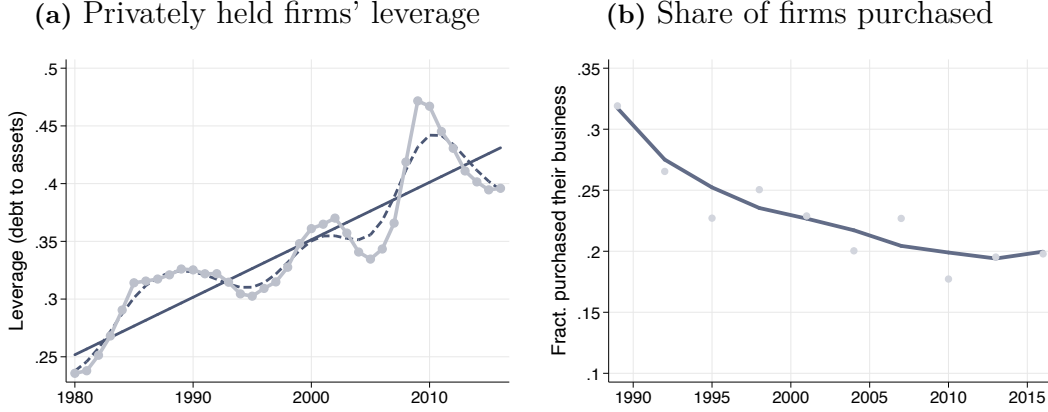 (a) Privately held firms' leverage
Leverage (debt to assets)
.5
.45
.4
.35
.3
.25
1980 1990 2000 2010
(b) Share of firms purchased
Fract. purchased their business
.35
.3
.25
.2
.15
.1
1990 1995 2000 2005 2010 2015